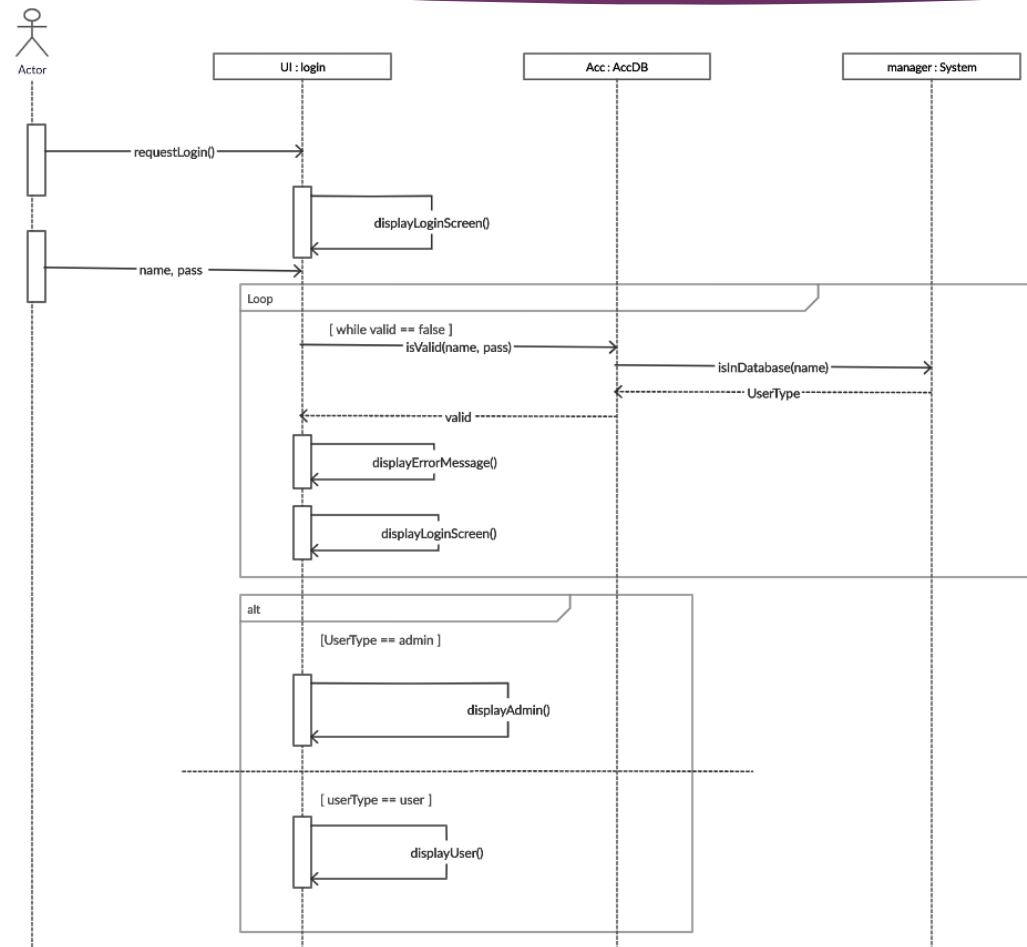 Actor
UI : login
Acc : AccDB
manager : System
requestLogin()
displayLoginScreen()
name, pass
Loop
[ while valid == false ]
isValid(name, pass)
isInDatabase(name)
UserType
valid
displayErrorMessage()
displayLoginScreen()
alt
[UserType == admin ]
displayAdmin()
[ userType == user ]
displayUser()